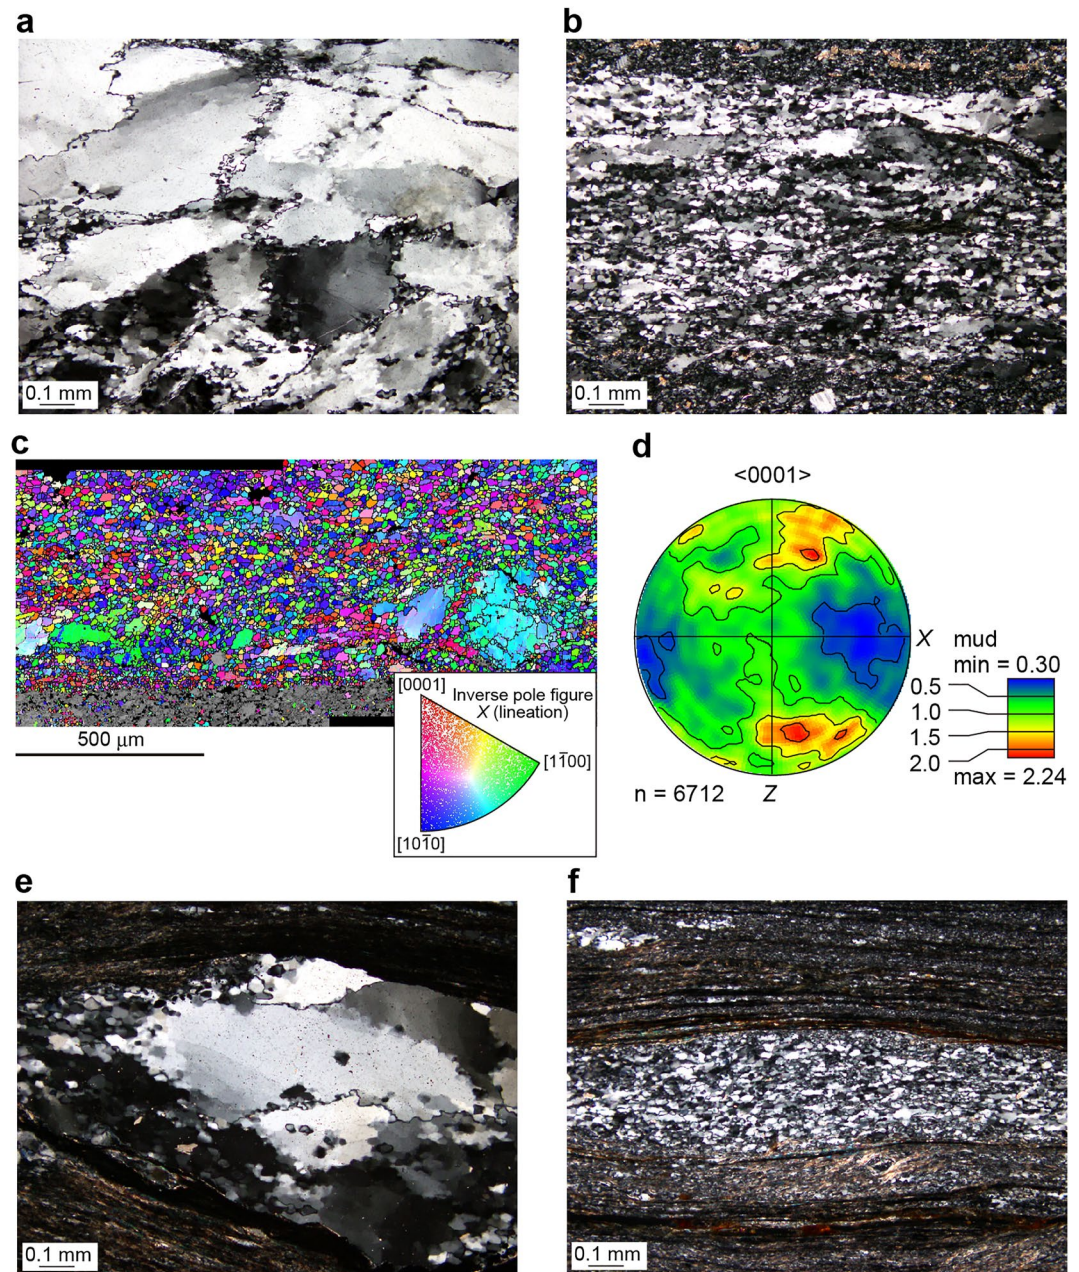 a
b
0.1 mm
0.1 mm
c
d
<0001>
[0001]
Inverse pole figure
X (lineation)
[11̅00]
[101̅0]
500 μm
X
mud
min = 0.30
0.5
1.0
1.5
2.0
max = 2.24
n = 6712
Z
e
f
0.1 mm
0.1 mm